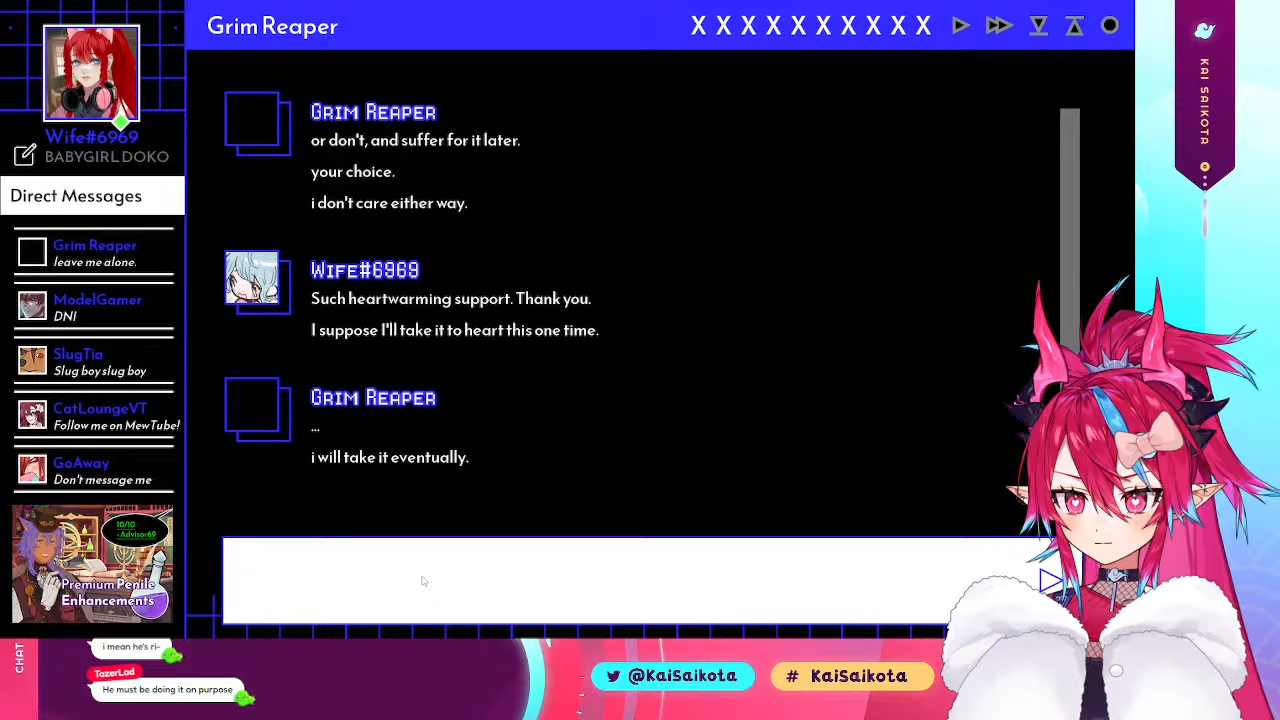 Grim Reaper
X X X X X X X X X X
Wife#6969
BABYGIRL DOKO
Direct Messages
Grim Reaper
leave me alone.
ModelGamer
DNI
SlugTia
Slug boy slug boy
CatLoungeVT
Follow me on MewTube!
GoAway
Don't message me
10/10
-Advisor69
Premium Penile
Enhancements
Grim Reaper
or don't, and suffer for it later.
your choice.
i don't care either way.
Wife#6969
Such heartwarming support. Thank you.
I suppose I'll take it to heart this one time.
Grim Reaper
...
i will take it eventually.
KAI SAIKOTA
CHAT
i mean he's ri-
TazerLad
He must be doing it on purpose
@KaiSaikota
# KaiSaikota